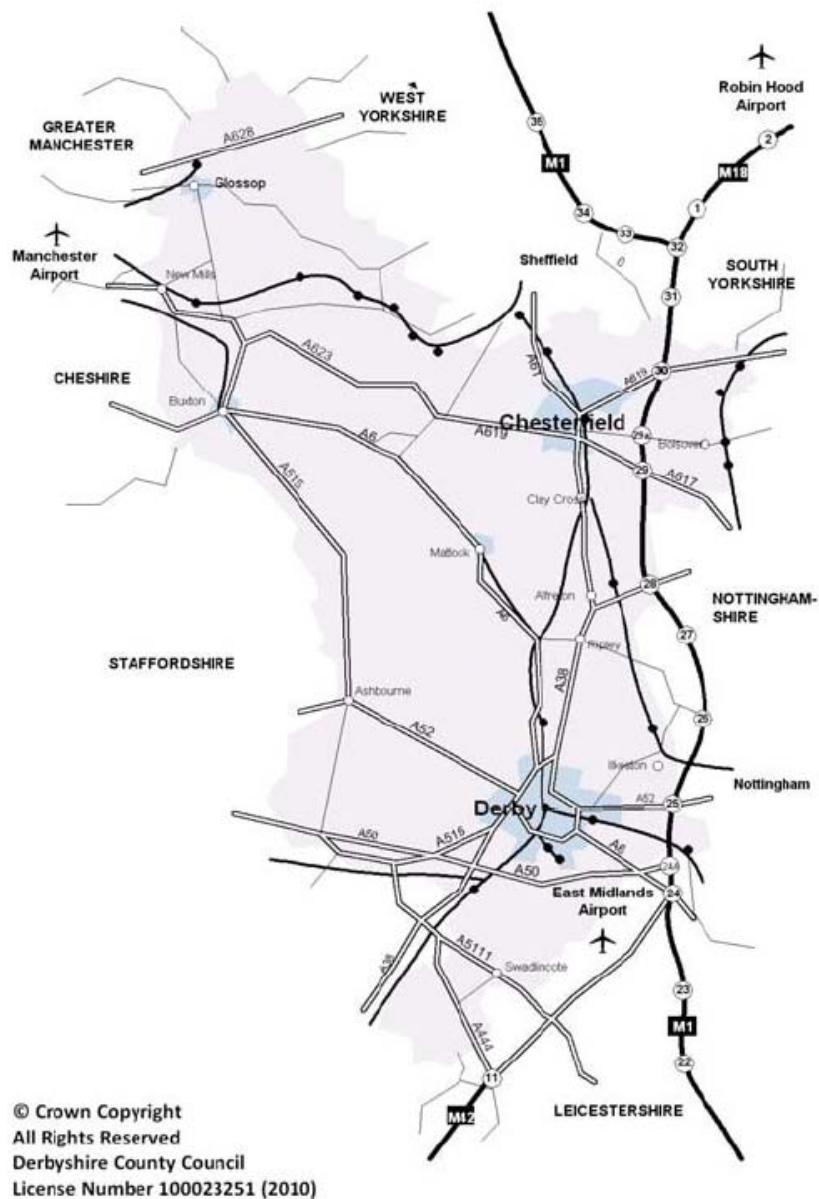 Robin Hood
Airport
WEST
YORKSHIRE
GREATER
MANCHESTER
A628
35
2
M1
M18
Glossop
34
1
33
32
Manchester
Airport
New Mills
Sheffield
SOUTH
YORKSHIRE
31
A623
A61
A619
30
CHESHIRE
Buxton
Chesterfield
A6
A619
29A
Bolsover
A515
29
A617
Clay Cross
Matlock
28
Alfreton
NOTTINGHAM-
SHIRE
A6
27
Ripley
STAFFORDSHIRE
A38
Ashbourne
26
A52
Ilkeston
Nottingham
Derby
A52
25
A50
A516
A6
A50
24A
East Midlands
Airport
24
A5111
A38
Swadlincote
23
M1
A444
22
11
M42
LEICESTERSHIRE
© Crown Copyright
All Rights Reserved
Derbyshire County Council
License Number 100023251 (2010)